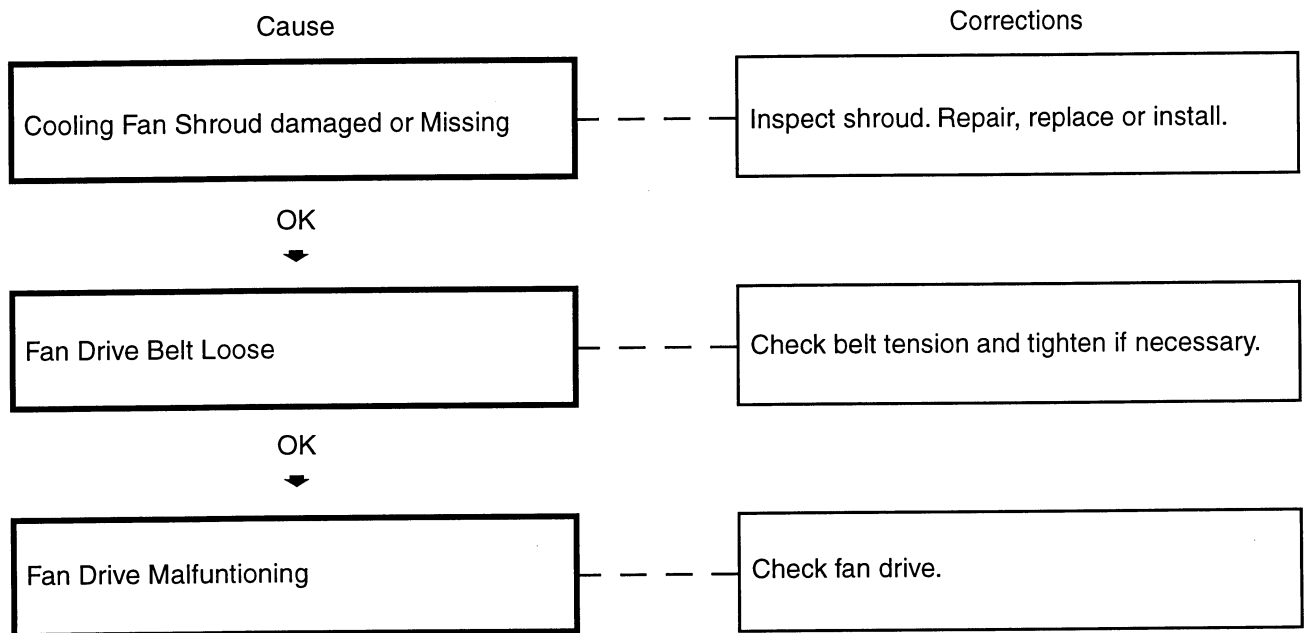 Cause
Corrections
Cooling Fan Shroud damaged or Missing
Inspect shroud. Repair, replace or install.
OK
Fan Drive Belt Loose
Check belt tension and tighten if necessary.
OK
Fan Drive Malfuntioning
Check fan drive.